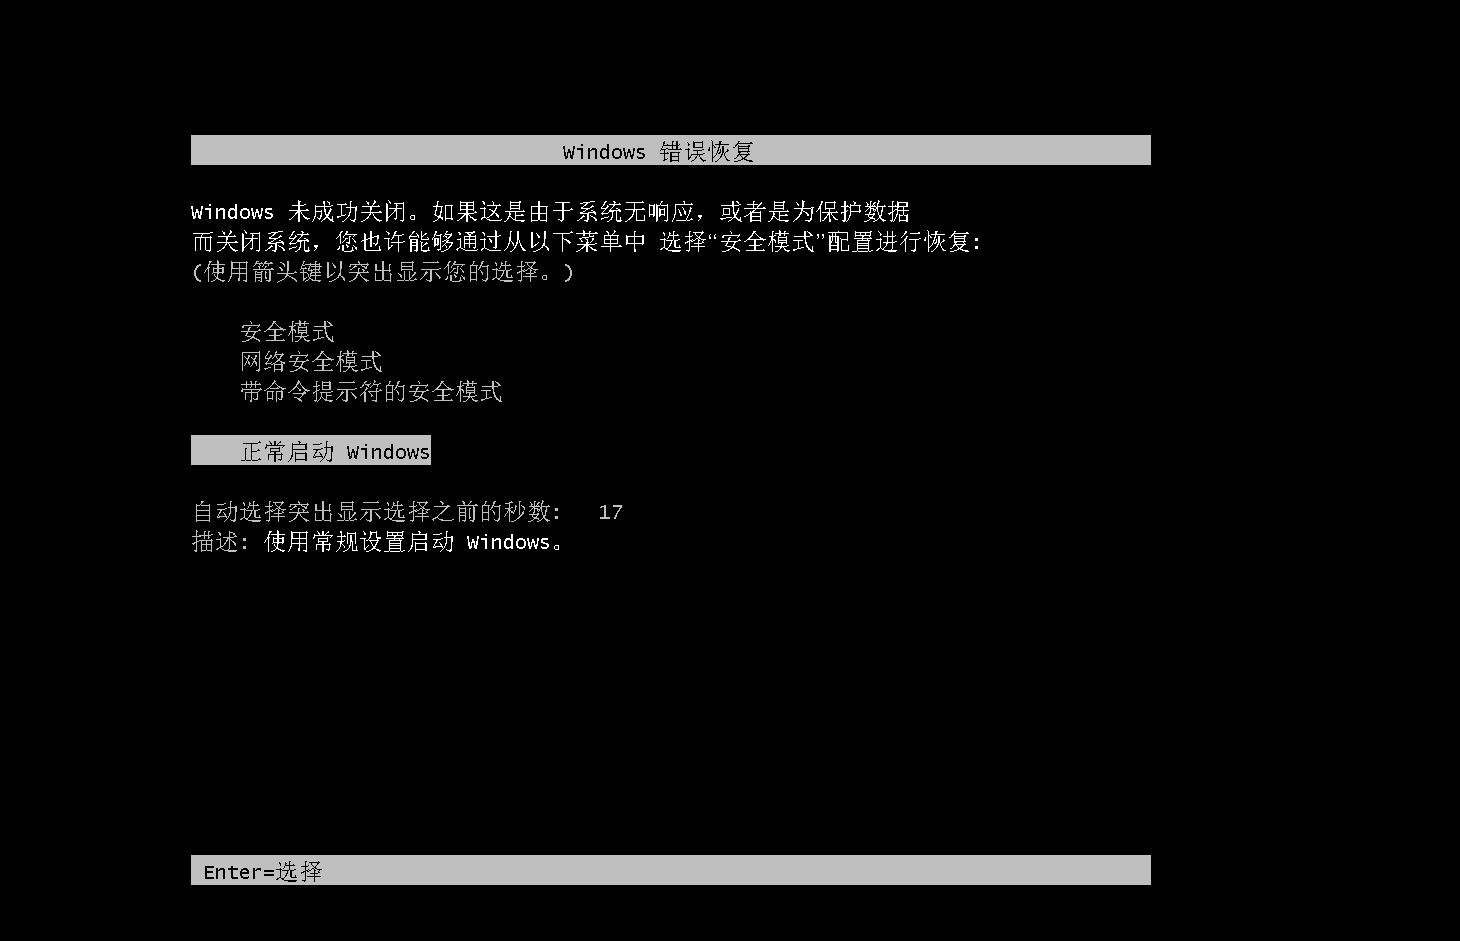 Windows 错误恢复
Windows 未成功关闭。如果这是由于系统无响应，或者是为保护数据
而关闭系统，您也许能够通过从以下菜单中 选择“安全模式”配置进行恢复:
(使用箭头键以突出显示您的选择。)
安全模式
网络安全模式
带命令提示符的安全模式
正常启动 Windows
自动选择突出显示选择之前的秒数: 17
描述: 使用常规设置启动 Windows。
Enter=选择